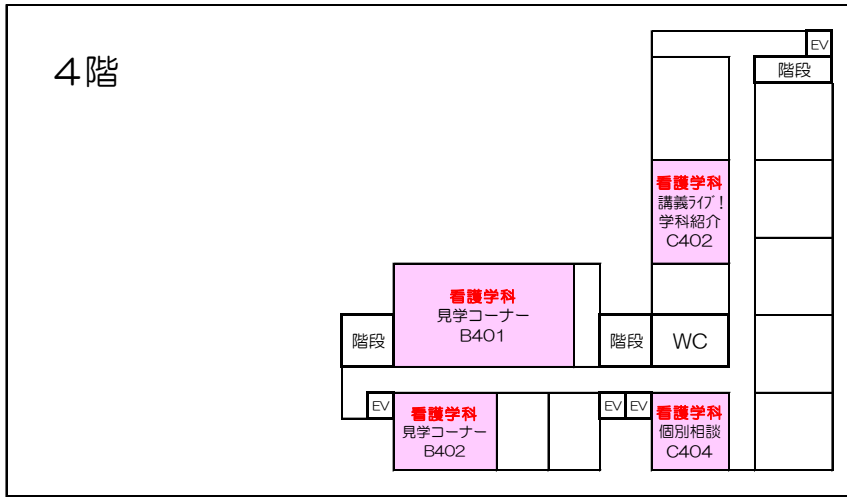 4階
EV
階段
看護学科
講義ﾗｲﾌﾞ!
学科紹介
C402
看護学科
見学コーナー
B401
階段
階段
WC
EV
看護学科
見学コーナー
B402
EV
EV
看護学科
個別相談
C404